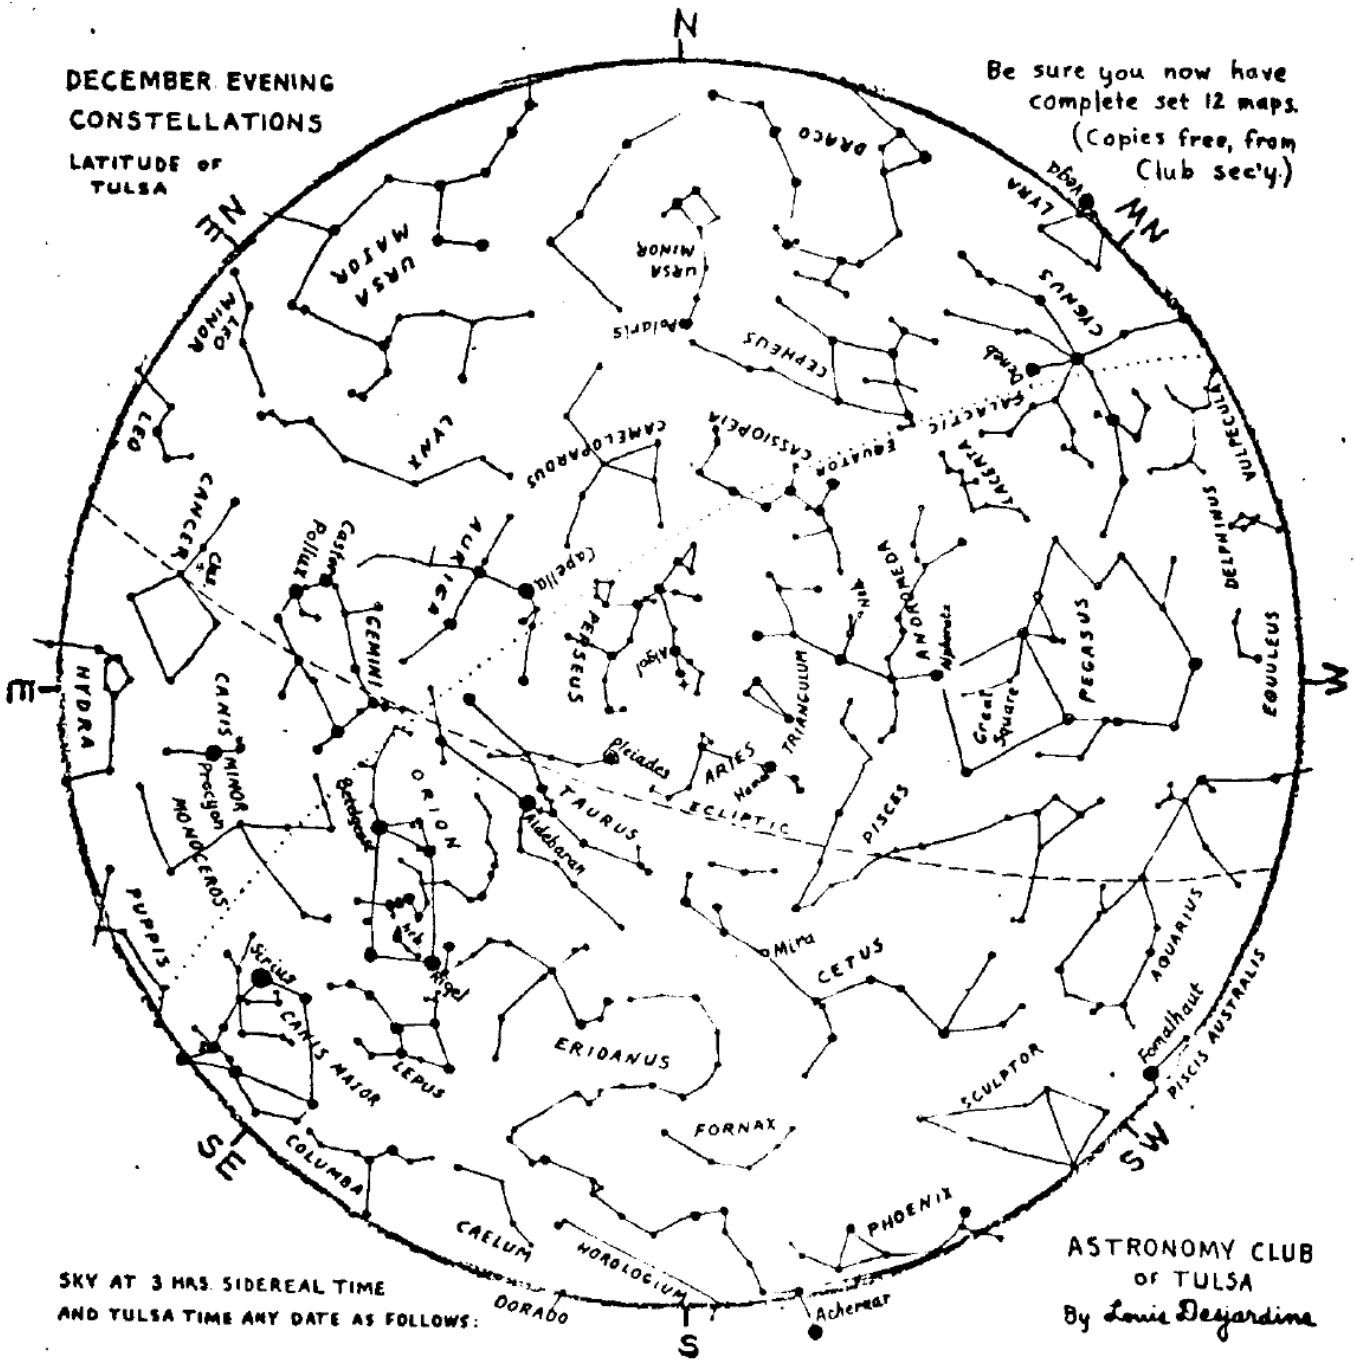 N
DECEMBER EVENING
CONSTELLATIONS
LATITUDE OF
TULSA
Be sure you now have
complete set 12 maps.
(Copies free, from
Club sec'y.)
NE
NW
URSA
MAJOR
DRACO
URSA
MINOR
Polaris
LYRA
Vega
CYGNUS
Deneb
CEPHEUS
LEO
MINOR
LEO
LYNX
CAMELOPARDUS
CASSIOPEIA
GALACTIC
EQUATOR
LACERTA
VULPECULA
DELPHINUS
EQUULEUS
CANCER
Castor
Pollux
AURIGA
Capella
GEMINI
PERSEUS
Algol
ANDROMEDA
Neb
Alpheratz
Great
Square
PEGASUS
TRIANGULUM
E
W
HYDRA
CANIS
MINOR
Procyon
MONOCEROS
Betelgeuse
ORION
Neb.
Rigel
TAURUS
Aldebaran
Pleiades
ARIES
Hamal
ECLIPTIC
PISCES
AQUARIUS
PUPPIS
Sirius
CANIS MAJOR
LEPUS
ERIDANUS
Mira
CETUS
SCULPTOR
Fomalhaut
PISCIS AUSTRALIS
FORNAX
SE
SW
COLUMBA
CAELUM
HOROLOGIUM
DORADO
PHOENIX
Achernar
S
SKY AT 3 HRS. SIDEREAL TIME
AND TULSA TIME ANY DATE AS FOLLOWS:
ASTRONOMY CLUB
OF TULSA
By Louis Desjardine